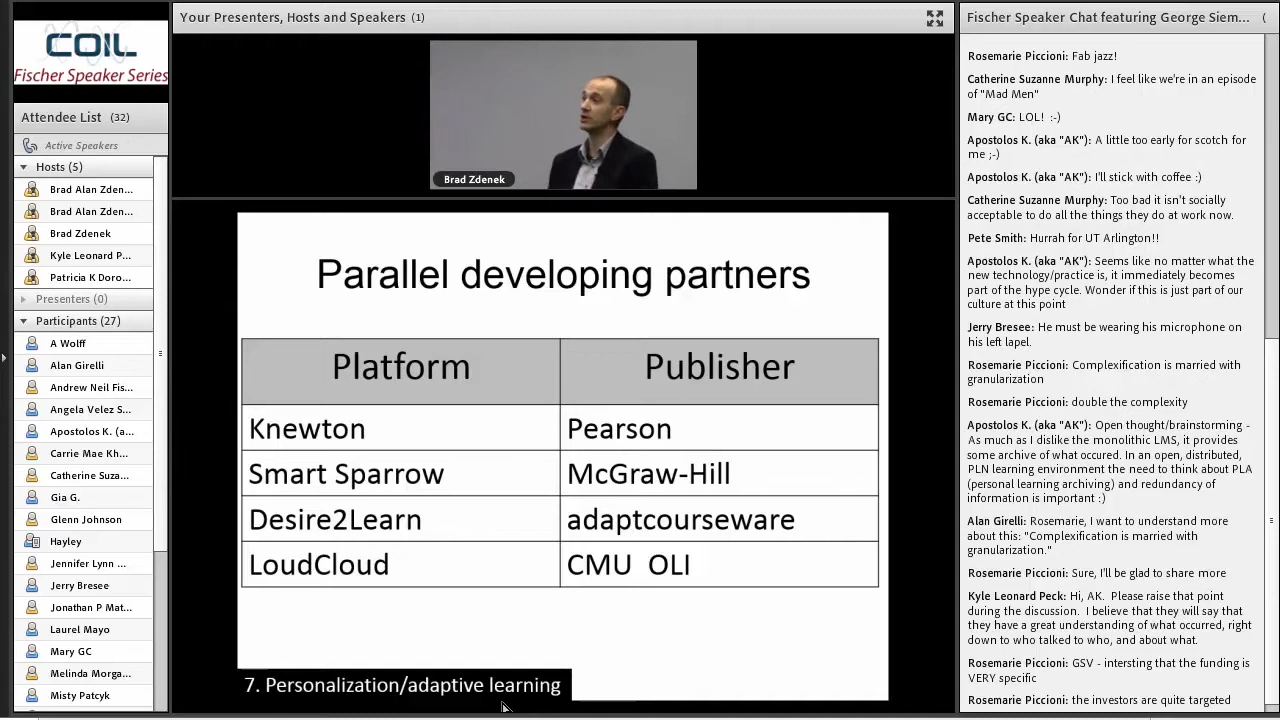 COIL
Fischer Speaker Series
Attendee List (32)
Active Speakers
Hosts (5)
Brad Alan Zden...
Brad Alan Zden...
Brad Zdenek
Kyle Leonard P...
Patricia K Doro...
Presenters (0)
Participants (27)
A Wolff
Alan Girelli
Andrew Neil Fis...
Angela Velez S...
Apostolos K. (a...
Carrie Mae Kh...
Catherine Suza...
Gia G.
Glenn Johnson
Hayley
Jennifer Lynn ...
Jerry Bresee
Jonathan P Mat...
Laurel Mayo
Mary GC
Melinda Morga...
Misty Patcyk
Your Presenters, Hosts and Speakers (1)
Brad Zdenek
Parallel developing partners
Platform Publisher
Knewton Pearson
Smart Sparrow McGraw-Hill
Desire2Learn adaptcourseware
LoudCloud CMU OLI
7. Personalization/adaptive learning
Fischer Speaker Chat featuring George Siem... (
Rosemarie Piccioni: Fab jazz!
Catherine Suzanne Murphy: I feel like we're in an episode
of "Mad Men"
Mary GC: LOL! :-)
Apostolos K. (aka "AK"): A little too early for scotch for
me ;-)
Apostolos K. (aka "AK"): I'll stick with coffee :)
Catherine Suzanne Murphy: Too bad it isn't socially
acceptable to do all the things they do at work now.
Pete Smith: Hurrah for UT Arlington!!
Apostolos K. (aka "AK"): Seems like no matter what the
new technology/practice is, it immediately becomes
part of the hype cycle. Wonder if this is just part of our
culture at this point
Jerry Bresee: He must be wearing his microphone on
his left lapel.
Rosemarie Piccioni: Complexification is married with
granularization
Rosemarie Piccioni: double the complexity
Apostolos K. (aka "AK"): Open thought/brainstorming -
As much as I dislike the monolithic LMS, it provides
some archive of what occured. In an open, distributed,
PLN learning environment the need to think about PLA
(personal learning archiving) and redundancy of
information is important :)
Alan Girelli: Rosemarie, I want to understand more
about this: "Complexification is married with
granularization."
Rosemarie Piccioni: Sure, I'll be glad to share more
Kyle Leonard Peck: Hi, AK. Please raise that point
during the discussion. I believe that they will say that
they have a great understanding of what occurred, right
down to who talked to who, and about what.
Rosemarie Piccioni: GSV - intersting that the funding is
VERY specific
Rosemarie Piccioni: the investors are quite targeted